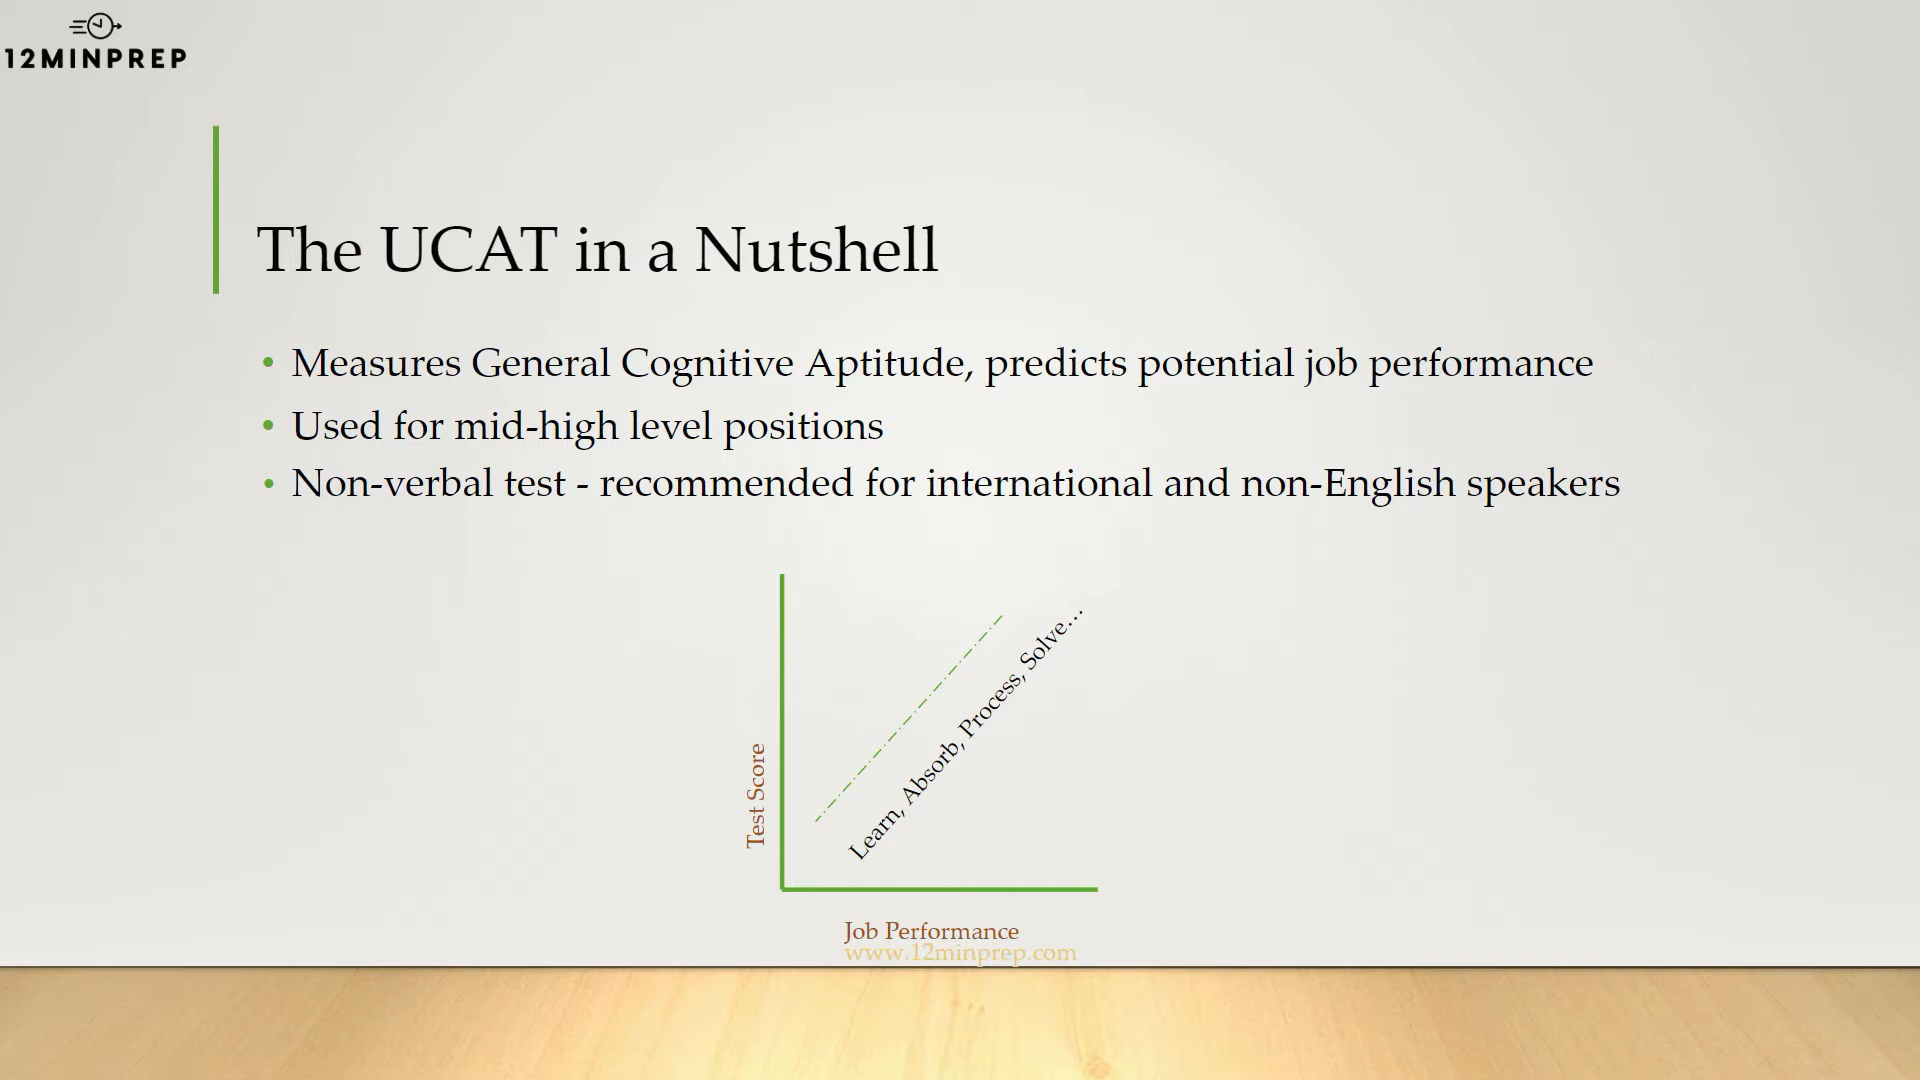 12MINPREP
The UCAT in a Nutshell
• Measures General Cognitive Aptitude, predicts potential job performance
• Used for mid-high level positions
• Non-verbal test - recommended for international and non-English speakers
Test Score
Learn, Absorb, Process, Solve…
Job Performance
www.12minprep.com